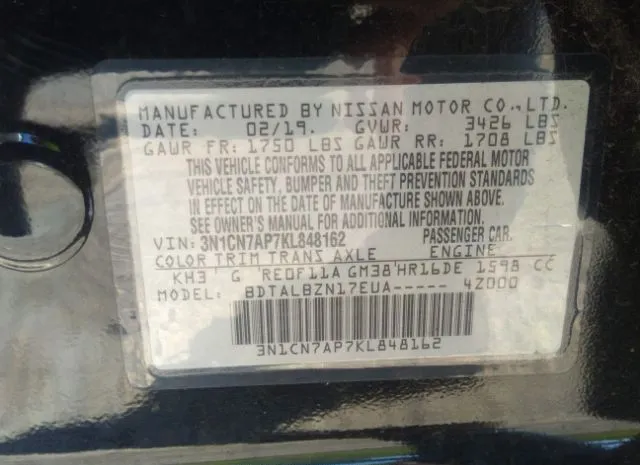 MANUFACTURED BY NISSAN MOTOR CO.,LTD.
DATE: 02/19. GVWR: 3426 LBS
GAWR FR: 1750 LBS GAWR RR: 1708 LBS
THIS VEHICLE CONFORMS TO ALL APPLICABLE FEDERAL MOTOR
VEHICLE SAFETY, BUMPER AND THEFT PREVENTION STANDARDS
IN EFFECT ON THE DATE OF MANUFACTURE SHOWN ABOVE.
SEE OWNER'S MANUAL FOR ADDITIONAL INFORMATION.
VIN: 3N1CN7AP7KL848162 PASSENGER CAR.
COLOR TRIM TRANS AXLE ENGINE
KH3 G RE0F11A GM38 HR16DE 1598 CC
MODEL: BDTALBZN17EUA----- 4Z000
3N1CN7AP7KL848162